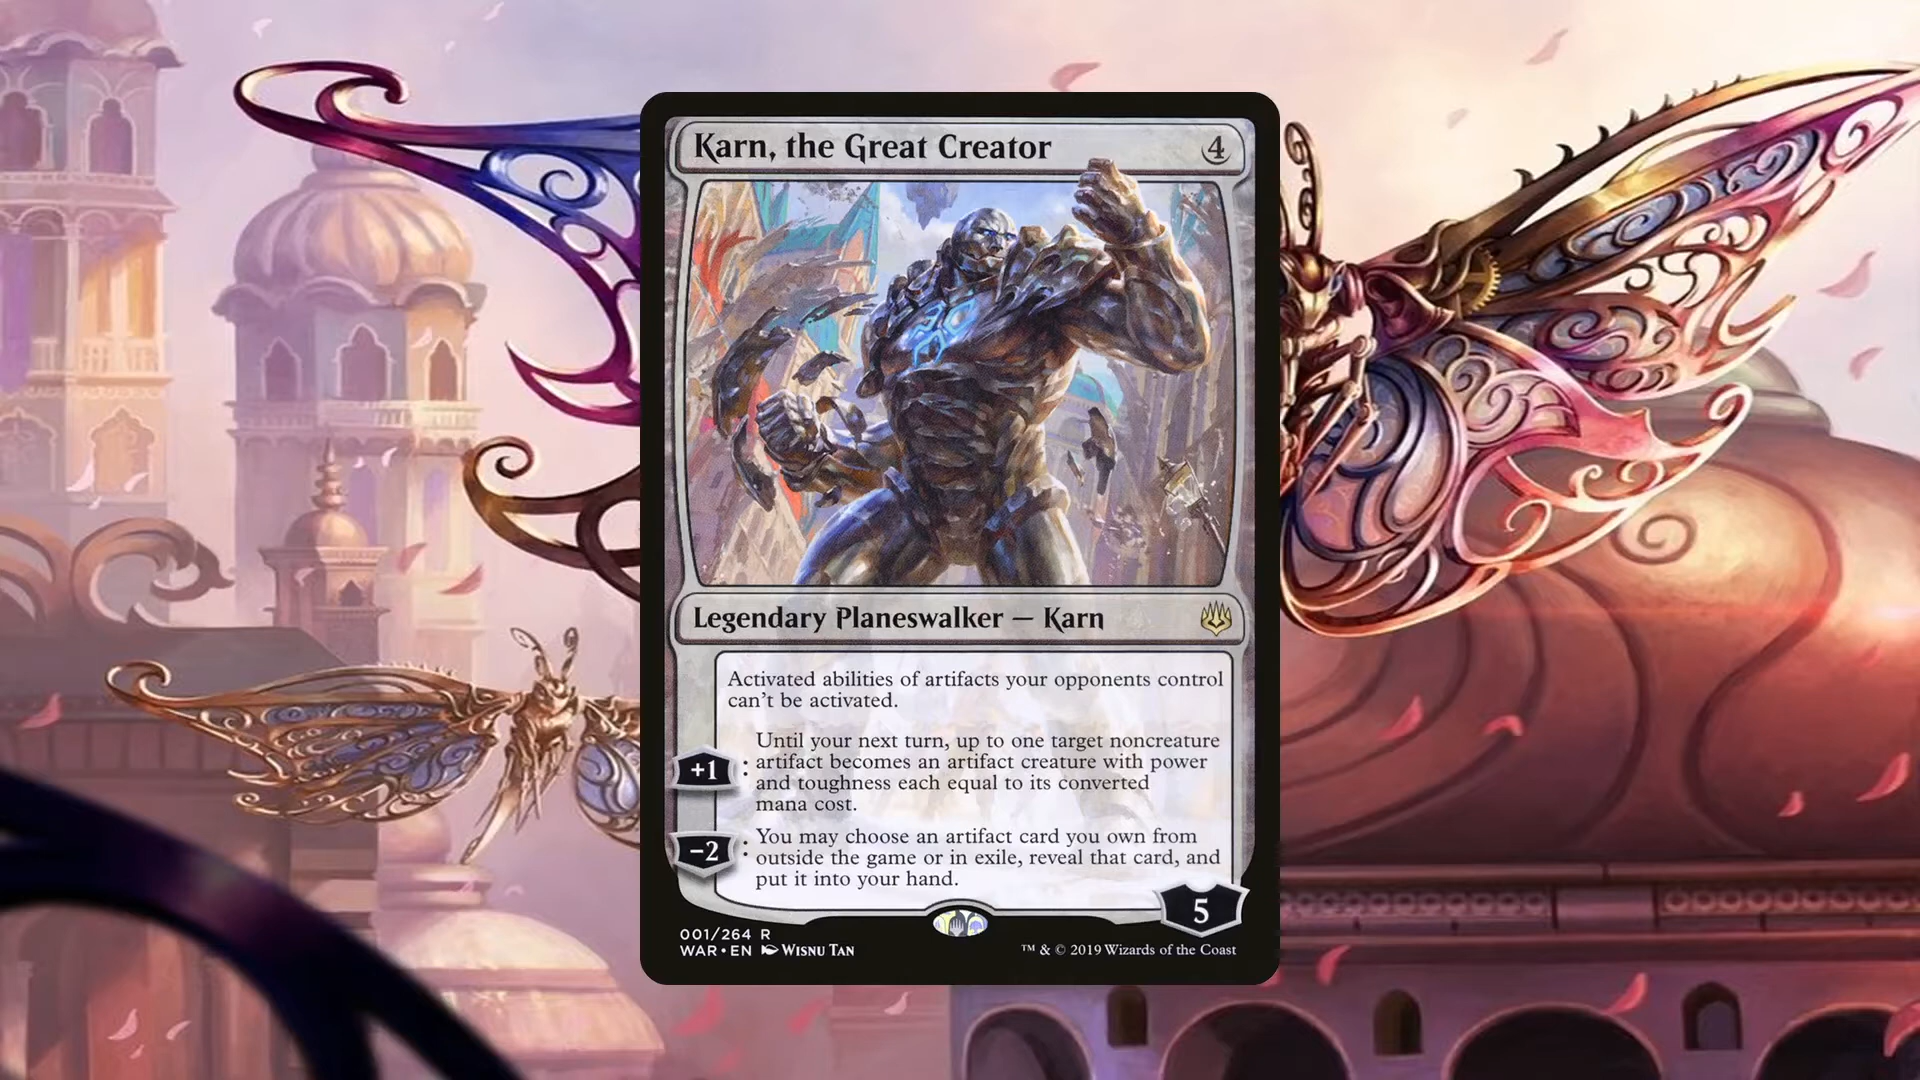 Karn, the Great Creator 4
Legendary Planeswalker — Karn
Activated abilities of artifacts your opponents control
can't be activated.
Until your next turn, up to one target noncreature
+1 : artifact becomes an artifact creature with power
and toughness each equal to its converted
mana cost.
You may choose an artifact card you own from
−2 : outside the game or in exile, reveal that card, and
put it into your hand.
5
001/264 R
WAR • EN Wisnu Tan
™ & © 2019 Wizards of the Coast